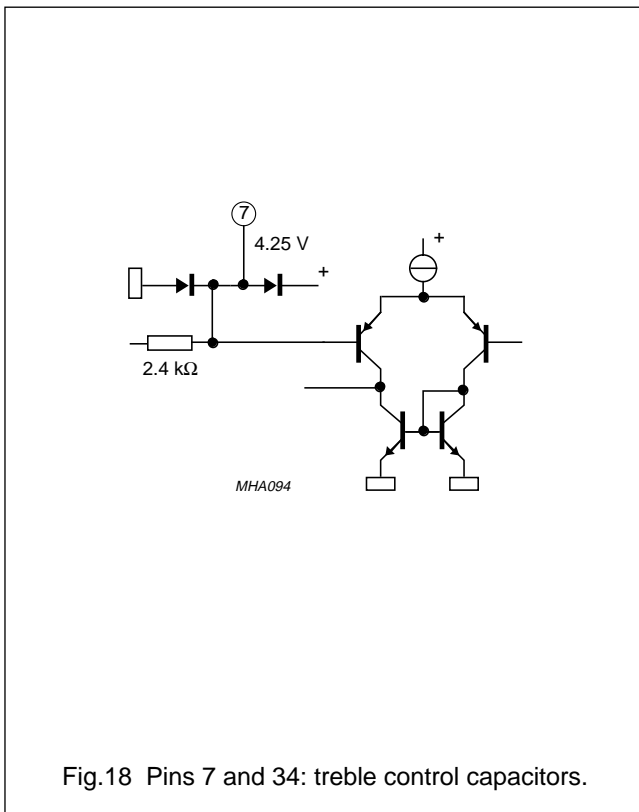 7
4.25 V
+
+
2.4 kΩ
MHA094
Fig.18 Pins 7 and 34: treble control capacitors.